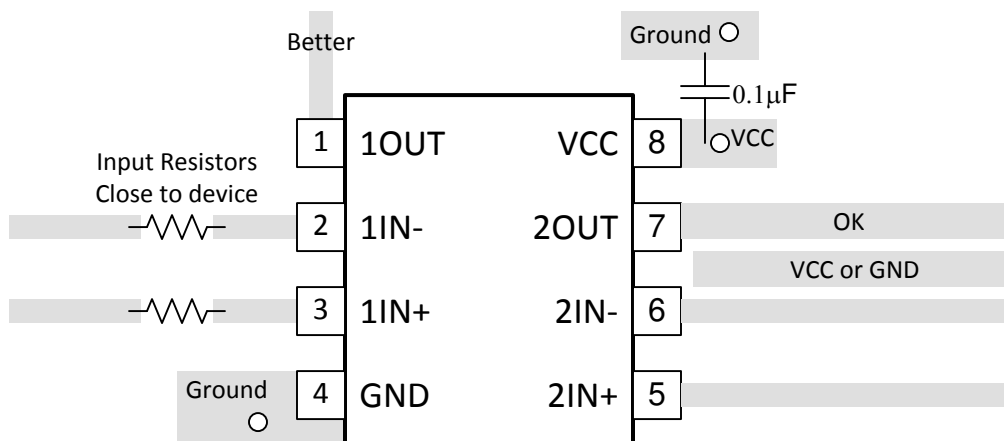 Better
Ground
0.1μF
1 1OUT VCC 8 VCC
Input Resistors
Close to device
2 1IN- 2OUT 7 OK
VCC or GND
3 1IN+ 2IN- 6
Ground
4 GND 2IN+ 5